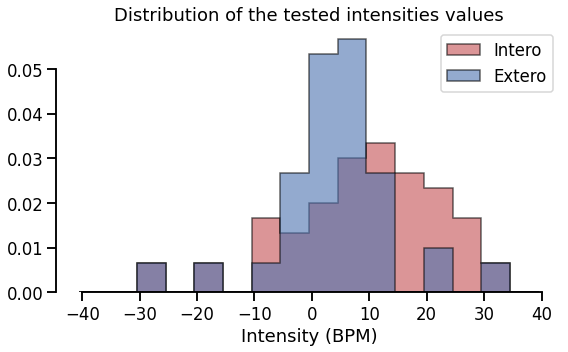 Distribution of the tested intensities values
Intero
Extero
0.05
0.04
0.03
0.02
0.01
0.00
−40 −30 −20 −10 0 10 20 30 40
Intensity (BPM)